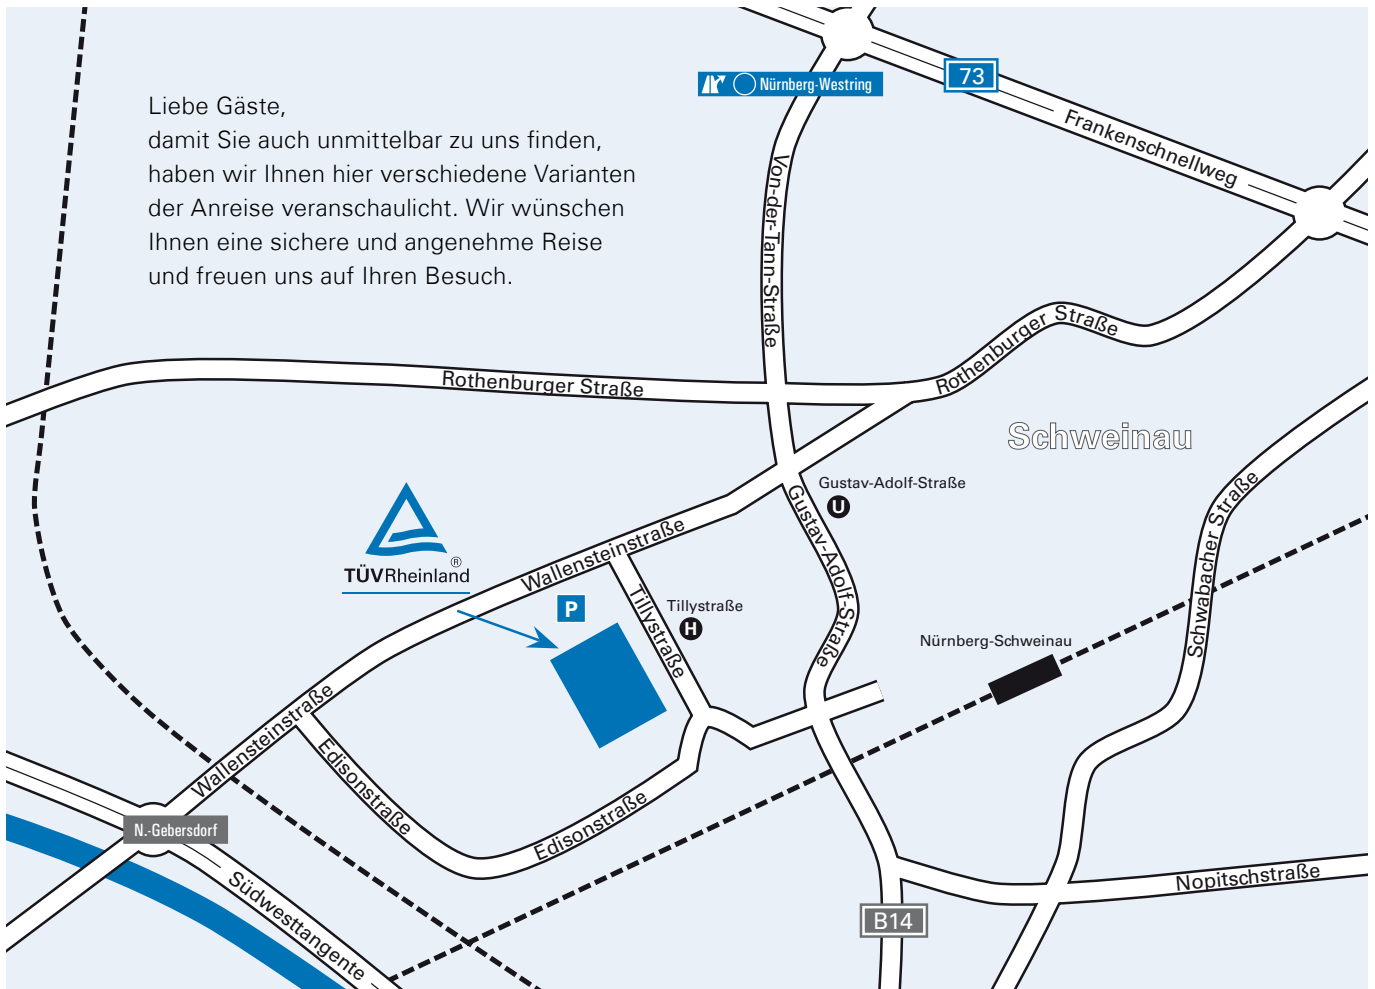 73
Nürnberg-Westring
Frankenschnellweg
Liebe Gäste,
damit Sie auch unmittelbar zu uns finden,
haben wir Ihnen hier verschiedene Varianten
der Anreise veranschaulicht. Wir wünschen
Ihnen eine sichere und angenehme Reise
und freuen uns auf Ihren Besuch.
Von-der-Tann-Straße
Rothenburger Straße
Rothenburger Straße
Schweinau
Gustav-Adolf-Straße
U
Gustav-Adolf-Straße
Schwabacher Straße
Wallensteinstraße
®
TÜVRheinland
P
Tillystraße
Tillystraße
H
Nürnberg-Schweinau
Wallensteinstraße
Edisonstraße
Edisonstraße
N.-Gebersdorf
Südwesttangente
Nopitschstraße
B14